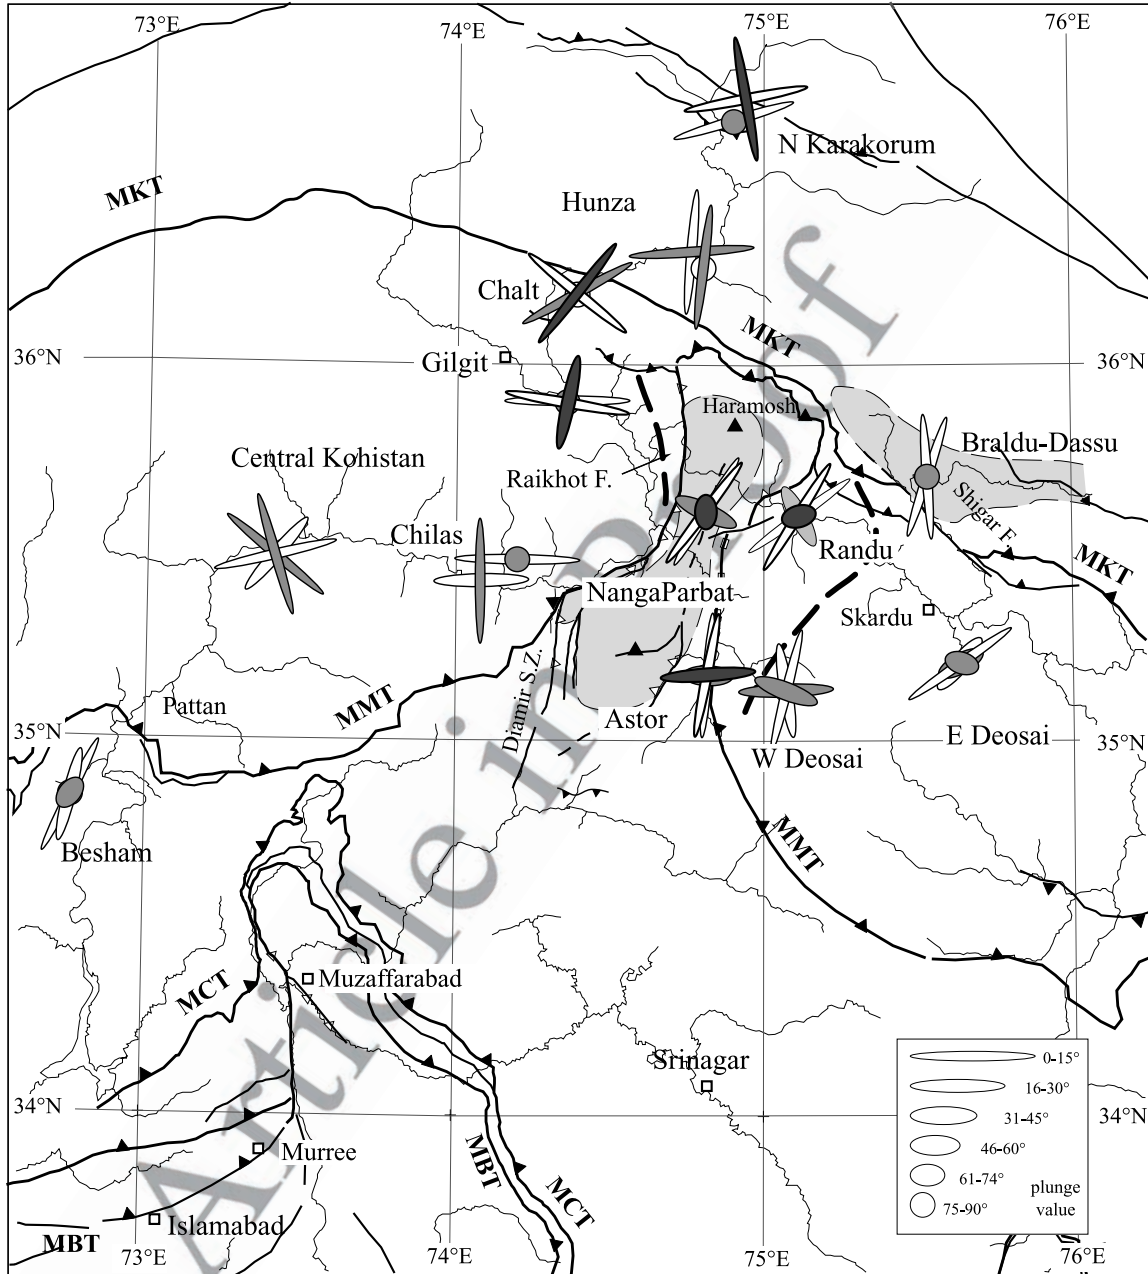 73°E
74°E
75°E
76°E
N Karakorum
MKT
Hunza
Chalt
MKT
36°N
Gilgit
36°N
Haramosh
Braldu-Dassu
Central Kohistan
Raikhot F.
Shigar F.
Chilas
Randu
MKT
NangaParbat
Skardu
Diamir S.Z.
Pattan
MMT
Astor
35°N
E Deosai
35°N
W Deosai
MMT
Besham
MCT
Muzaffarabad
Srinagar
0-15°
16-30°
34°N
31-45°
34°N
46-60°
Murree
MBT
61-74°
plunge
75-90°
value
MCT
Islamabad
MBT
73°E
74°E
75°E
76°E
Article in Proof